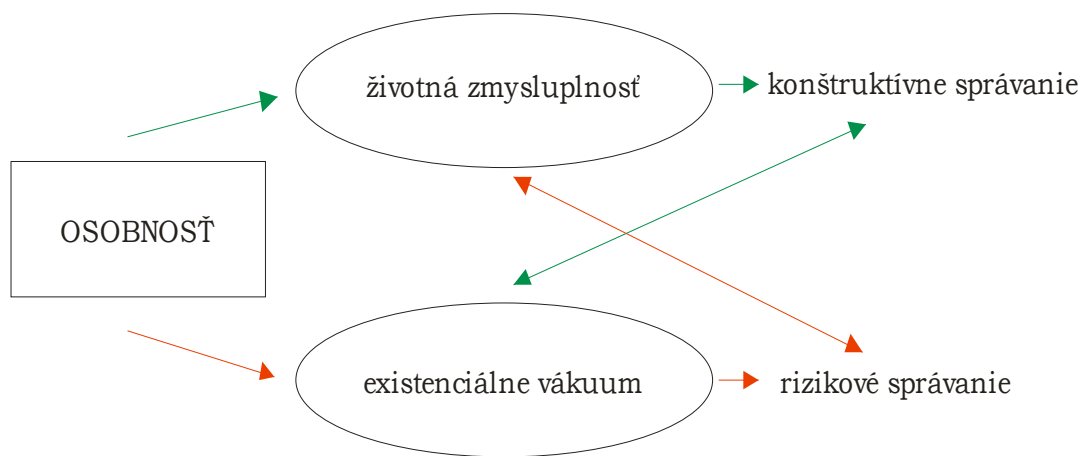 životná zmysluplnosť
konštruktívne správanie
OSOBNOSŤ
existenciálne vákuum
rizikové správanie